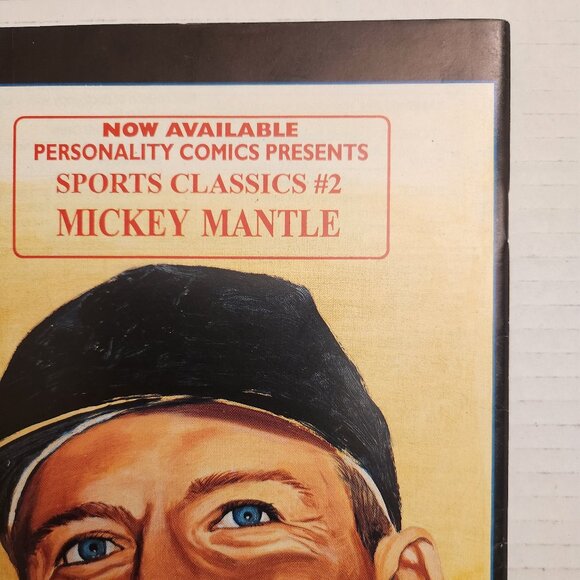 NOW AVAILABLE
PERSONALITY COMICS PRESENTS
SPORTS CLASSICS #2
MICKEY MANTLE